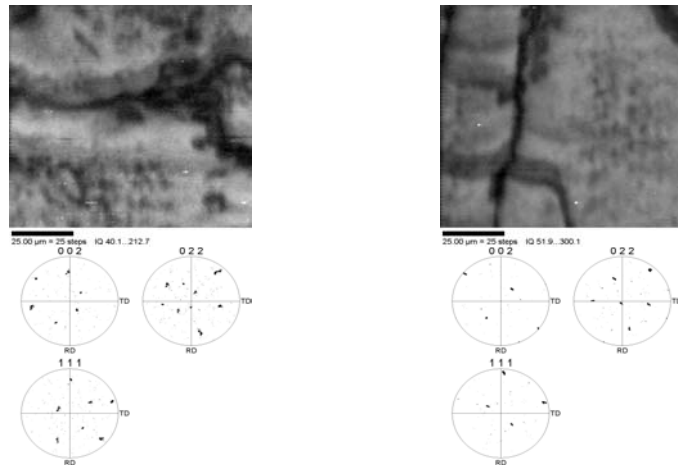 25.00 µm = 25 steps IQ 40.1...212.7
0 0 2
0 2 2
TD
TD
RD
RD
1 1 1
TD
RD
25.00 µm = 25 steps IQ 51.9...300.1
0 0 2
0 2 2
TD
TD
RD
RD
1 1 1
TD
RD